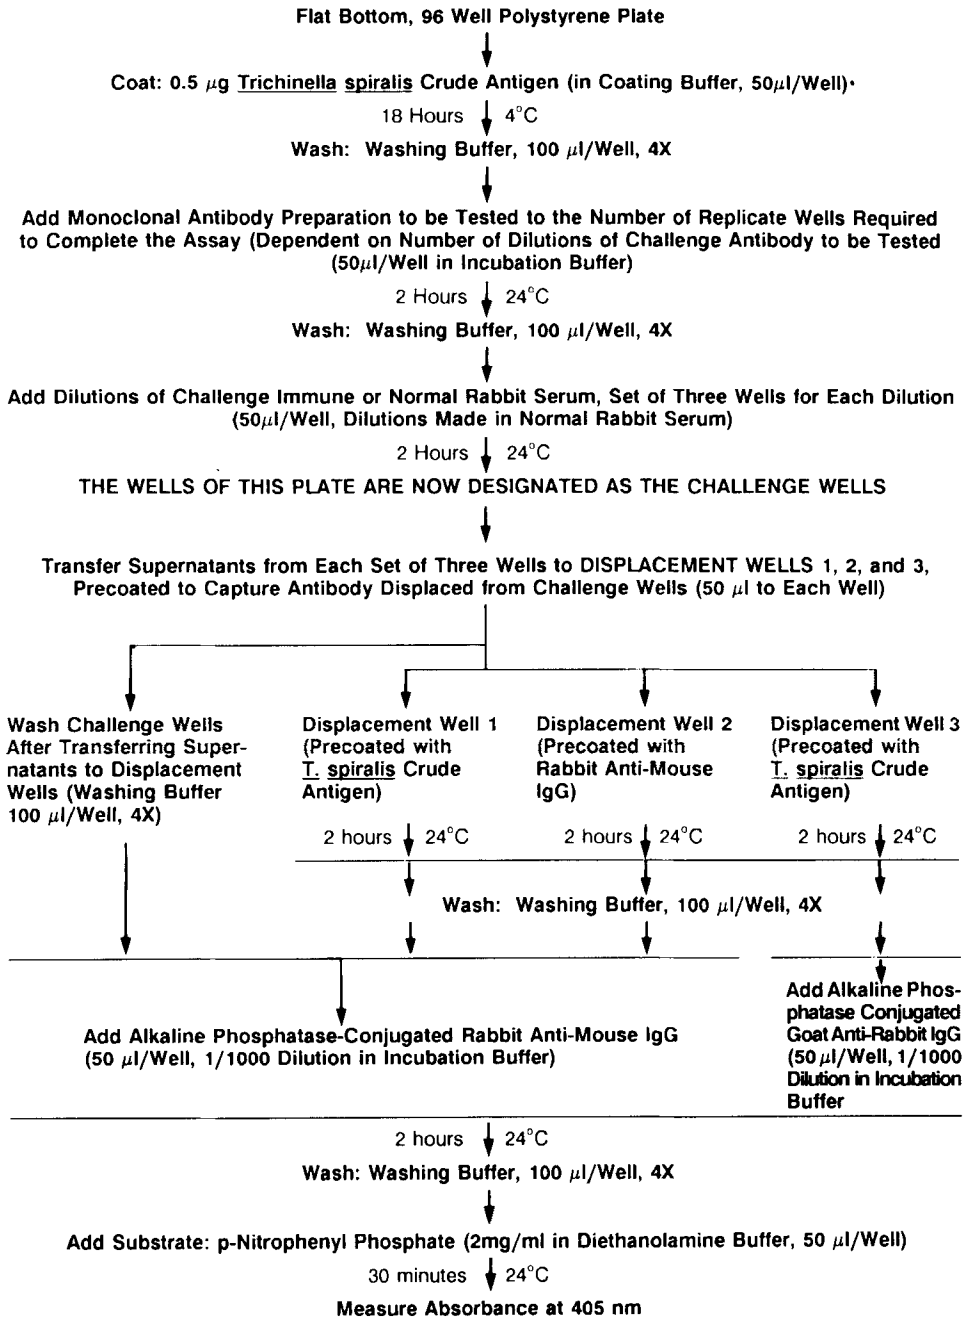 Flat Bottom, 96 Well Polystyrene Plate
Coat: 0.5 μg Trichinella spiralis Crude Antigen (in Coating Buffer, 50μl/Well)•
18 Hours 4°C
Wash: Washing Buffer, 100 μl/Well, 4X
Add Monoclonal Antibody Preparation to be Tested to the Number of Replicate Wells Required
to Complete the Assay (Dependent on Number of Dilutions of Challenge Antibody to be Tested
(50μl/Well in Incubation Buffer)
2 Hours 24°C
Wash: Washing Buffer, 100 μl/Well, 4X
Add Dilutions of Challenge Immune or Normal Rabbit Serum, Set of Three Wells for Each Dilution
(50μl/Well, Dilutions Made in Normal Rabbit Serum)
2 Hours 24°C
THE WELLS OF THIS PLATE ARE NOW DESIGNATED AS THE CHALLENGE WELLS
Transfer Supernatants from Each Set of Three Wells to DISPLACEMENT WELLS 1, 2, and 3,
Precoated to Capture Antibody Displaced from Challenge Wells (50 μl to Each Well)
Wash Challenge Wells
After Transferring Super-
natants to Displacement
Wells (Washing Buffer
100 μl/Well, 4X)
Displacement Well 1
(Precoated with
T. spiralis Crude
Antigen)
2 hours 24°C
Displacement Well 2
(Precoated with
Rabbit Anti-Mouse
IgG)
2 hours 24°C
Displacement Well 3
(Precoated with
T. spiralis Crude
Antigen)
2 hours 24°C
Wash: Washing Buffer, 100 μl/Well, 4X
Add Alkaline Phosphatase-Conjugated Rabbit Anti-Mouse IgG
(50 μl/Well, 1/1000 Dilution in Incubation Buffer)
Add Alkaline Phos-
phatase Conjugated
Goat Anti-Rabbit IgG
(50 μl/Well, 1/1000
Dilution in Incubation
Buffer
2 hours 24°C
Wash: Washing Buffer, 100 μl/Well, 4X
Add Substrate: p-Nitrophenyl Phosphate (2mg/ml in Diethanolamine Buffer, 50 μl/Well)
30 minutes 24°C
Measure Absorbance at 405 nm